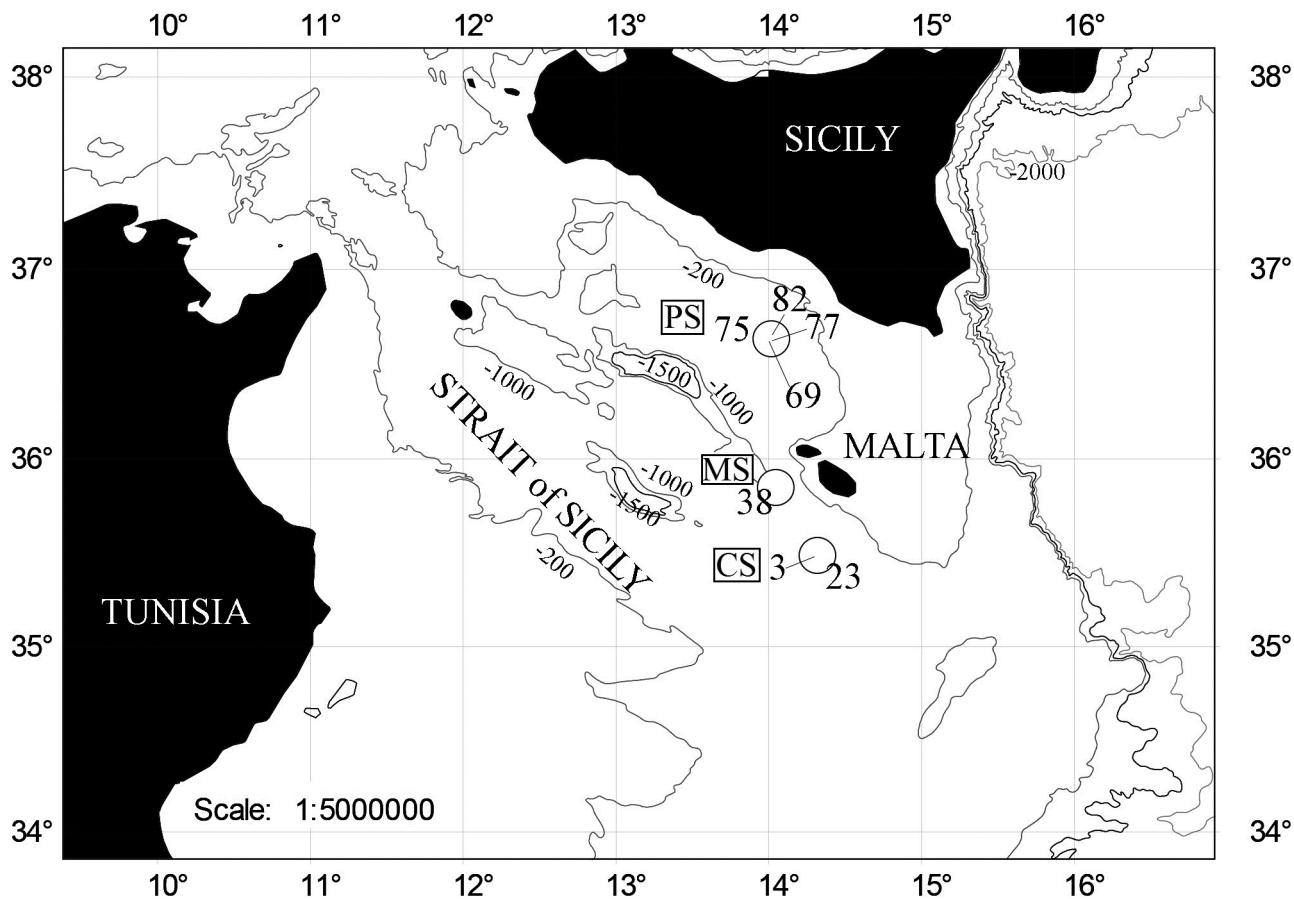 10° 11° 12° 13° 14° 15° 16°
38° 38°
SICILY
-2000
37° 37°
-200
82
PS 75 77
-1500
-1000 -1000
69
STRAIT of SICILY
MALTA
36° 36°
MS -1000
38
-1500
-200
CS 3 23
TUNISIA
35° 35°
Scale: 1:5000000
34° 34°
10° 11° 12° 13° 14° 15° 16°